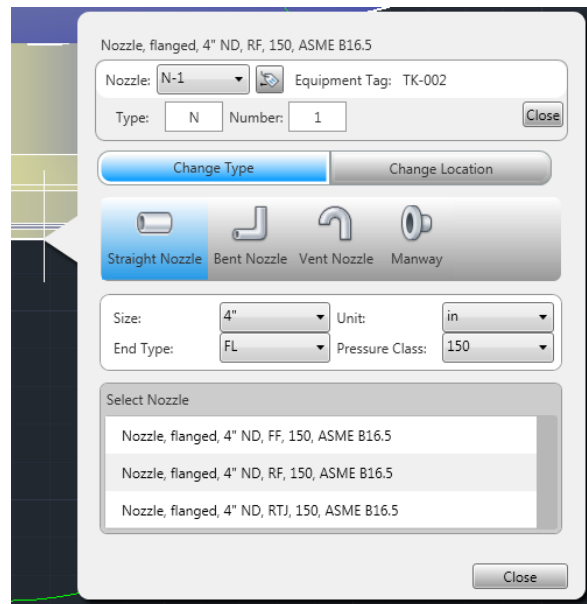 Nozzle, flanged, 4" ND, RF, 150, ASME B16.5
Nozzle: N-1 Equipment Tag: TK-002
Type: N Number: 1 Close
Change Type Change Location
Straight Nozzle Bent Nozzle Vent Nozzle Manway
Size: 4" Unit: in
End Type: FL Pressure Class: 150
Select Nozzle
Nozzle, flanged, 4" ND, FF, 150, ASME B16.5
Nozzle, flanged, 4" ND, RF, 150, ASME B16.5
Nozzle, flanged, 4" ND, RTJ, 150, ASME B16.5
Close